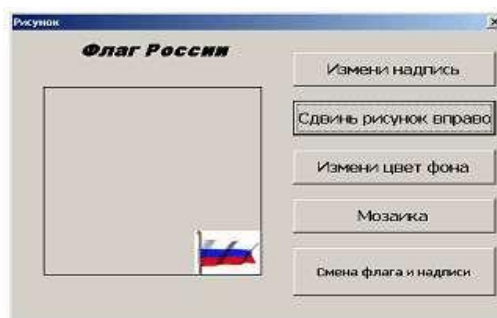 Рисунок
Флаг России
Измени надпись
Сдвинь рисунок вправо
Измени цвет фона
Мозаика
Смена флага и надписи